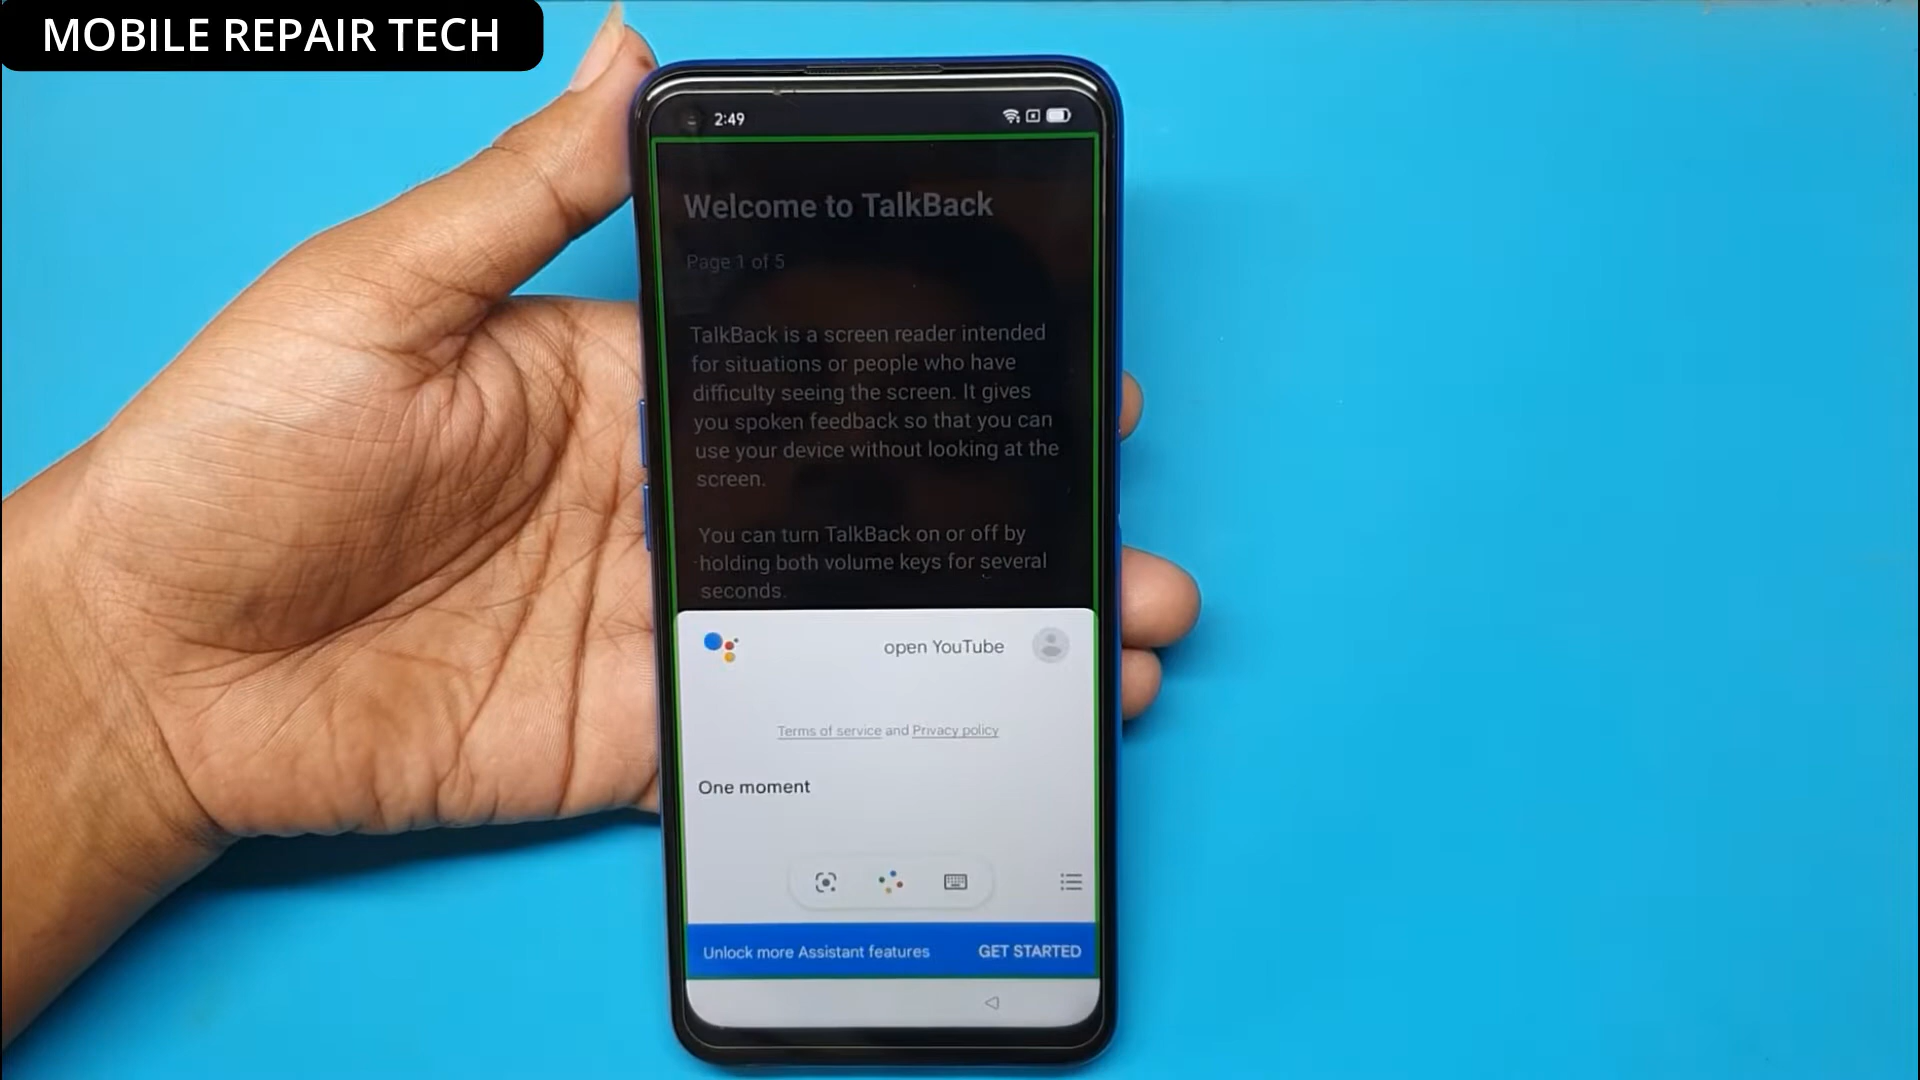 MOBILE REPAIR TECH
2:49
Welcome to TalkBack
Page 1 of 5
TalkBack is a screen reader intended
for situations or people who have
difficulty seeing the screen. It gives
you spoken feedback so that you can
use your device without looking at the
screen.
You can turn TalkBack on or off by
holding both volume keys for several
seconds.
open YouTube
Terms of service and Privacy policy
One moment
Unlock more Assistant features GET STARTED